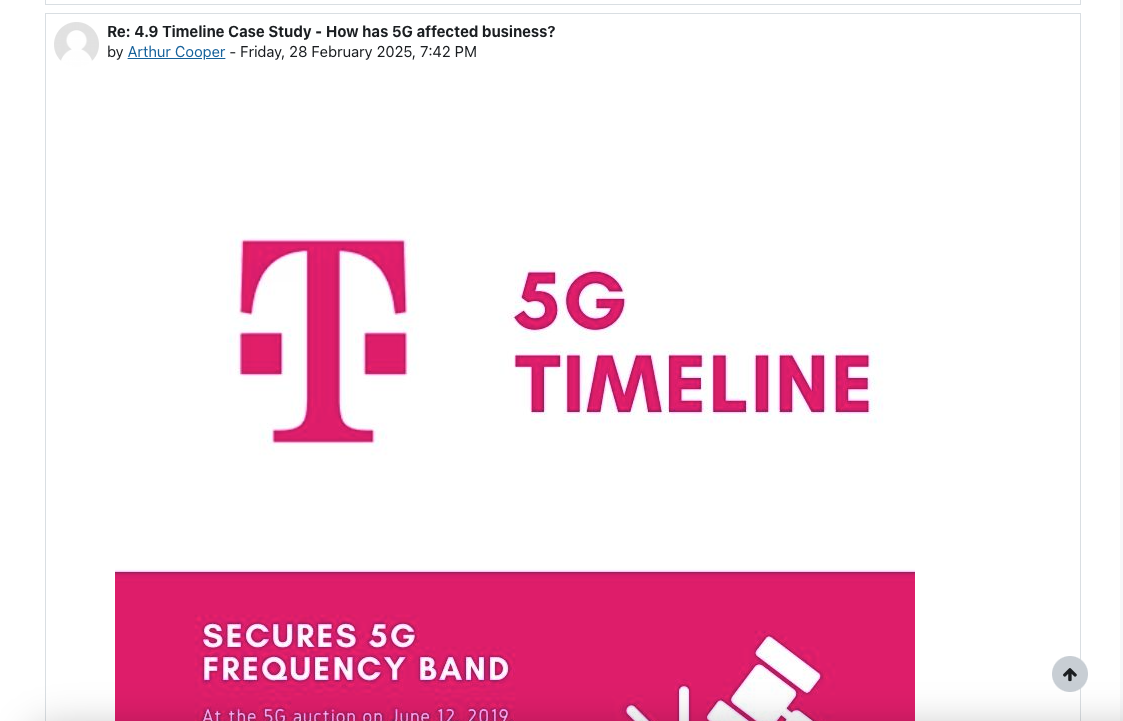 Re: 4.9 Timeline Case Study - How has 5G affected business?
by Arthur Cooper - Friday, 28 February 2025, 7:42 PM
T
5G
TIMELINE
SECURES 5G
FREQUENCY BAND
At the 5G auction on June 12, 2019